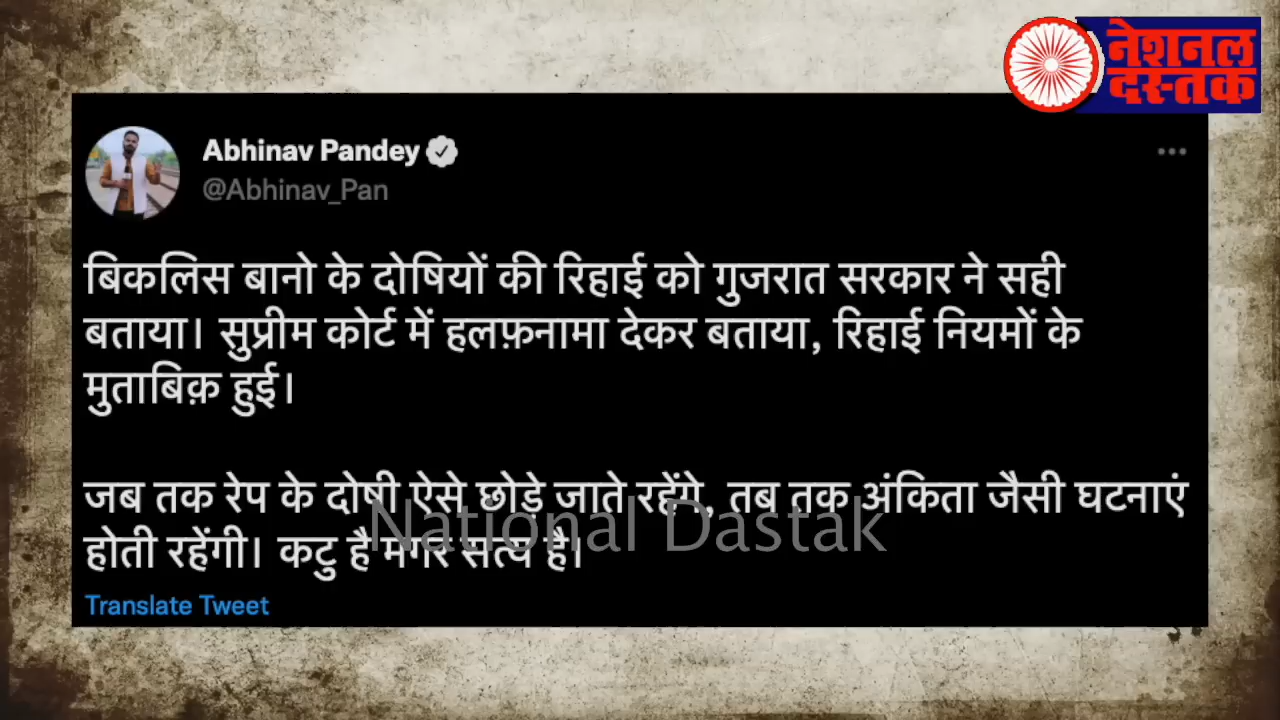 नेशनल
दस्तक
Abhinav Pandey
@Abhinav_Pan
बिकलिस बानो के दोषियों की रिहाई को गुजरात सरकार ने सही
बताया। सुप्रीम कोर्ट में हलफ़नामा देकर बताया, रिहाई नियमों के
मुताबिक़ हुई।
जब तक रेप के दोषी ऐसे छोड़े जाते रहेंगे, तब तक अंकिता जैसी घटनाएं
होती रहेंगी। कटु है मगर सत्य है।
National Dastak
Translate Tweet